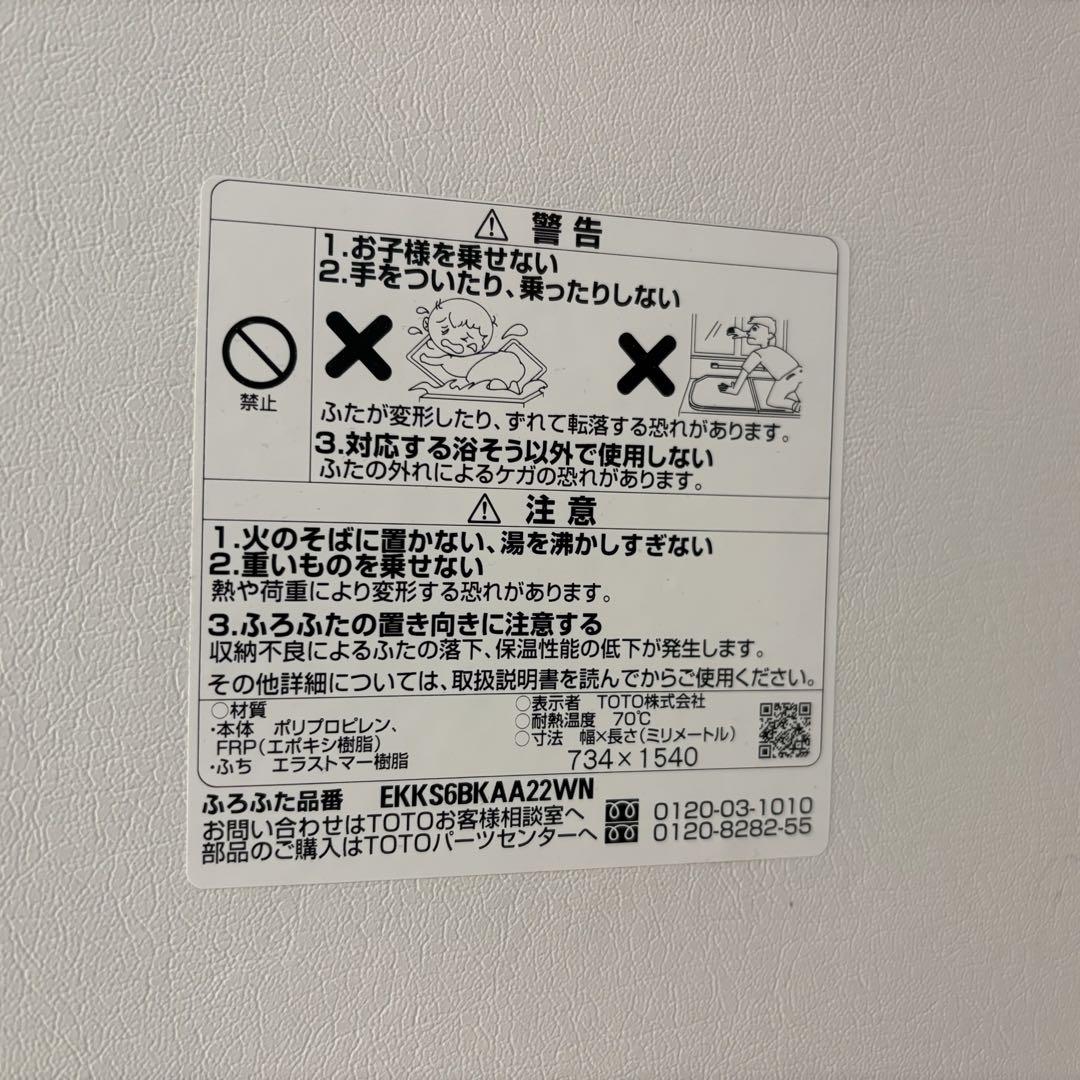 ⚠ 警告
禁止
1.お子様を乗せない
2.手をついたり、乗ったりしない
ふたが変形したり、ずれて転落する恐れがあります。
3.対応する浴そう以外で使用しない
ふたの外れによるケガの恐れがあります。
⚠ 注意
1.火のそばに置かない、湯を沸かしすぎない
2.重いものを乗せない
熱や荷重により変形する恐れがあります。
3.ふろふたの置き向きに注意する
収納不良によるふたの落下、保温性能の低下が発生します。
その他詳細については、取扱説明書を読んでからご使用ください。
○材質
・本体 ポリプロピレン、
FRP(エポキシ樹脂)
・ふち エラストマー樹脂
○表示者 TOTO株式会社
○耐熱温度 70℃
○寸法 幅×長さ(ミリメートル)
734×1540
ふろふた品番 EKKS6BKAA22WN
お問い合わせはTOTOお客様相談室へ 0120-03-1010
部品のご購入はTOTOパーツセンターへ 0120-8282-55